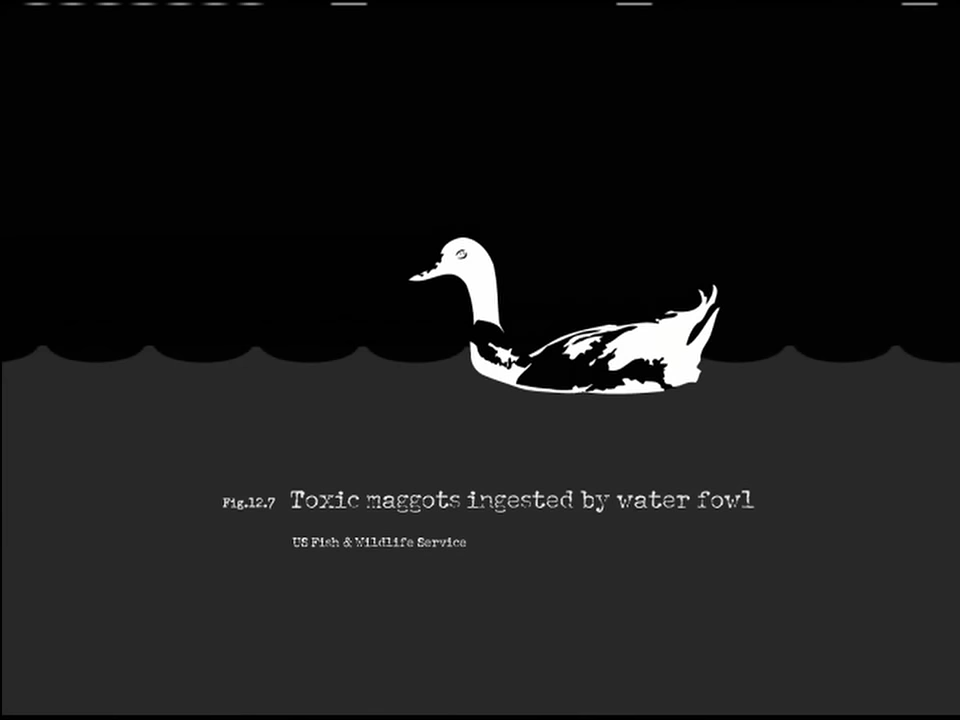 Fig.12.7 Toxic maggots ingested by water fowl
US Fish & Wildlife Service